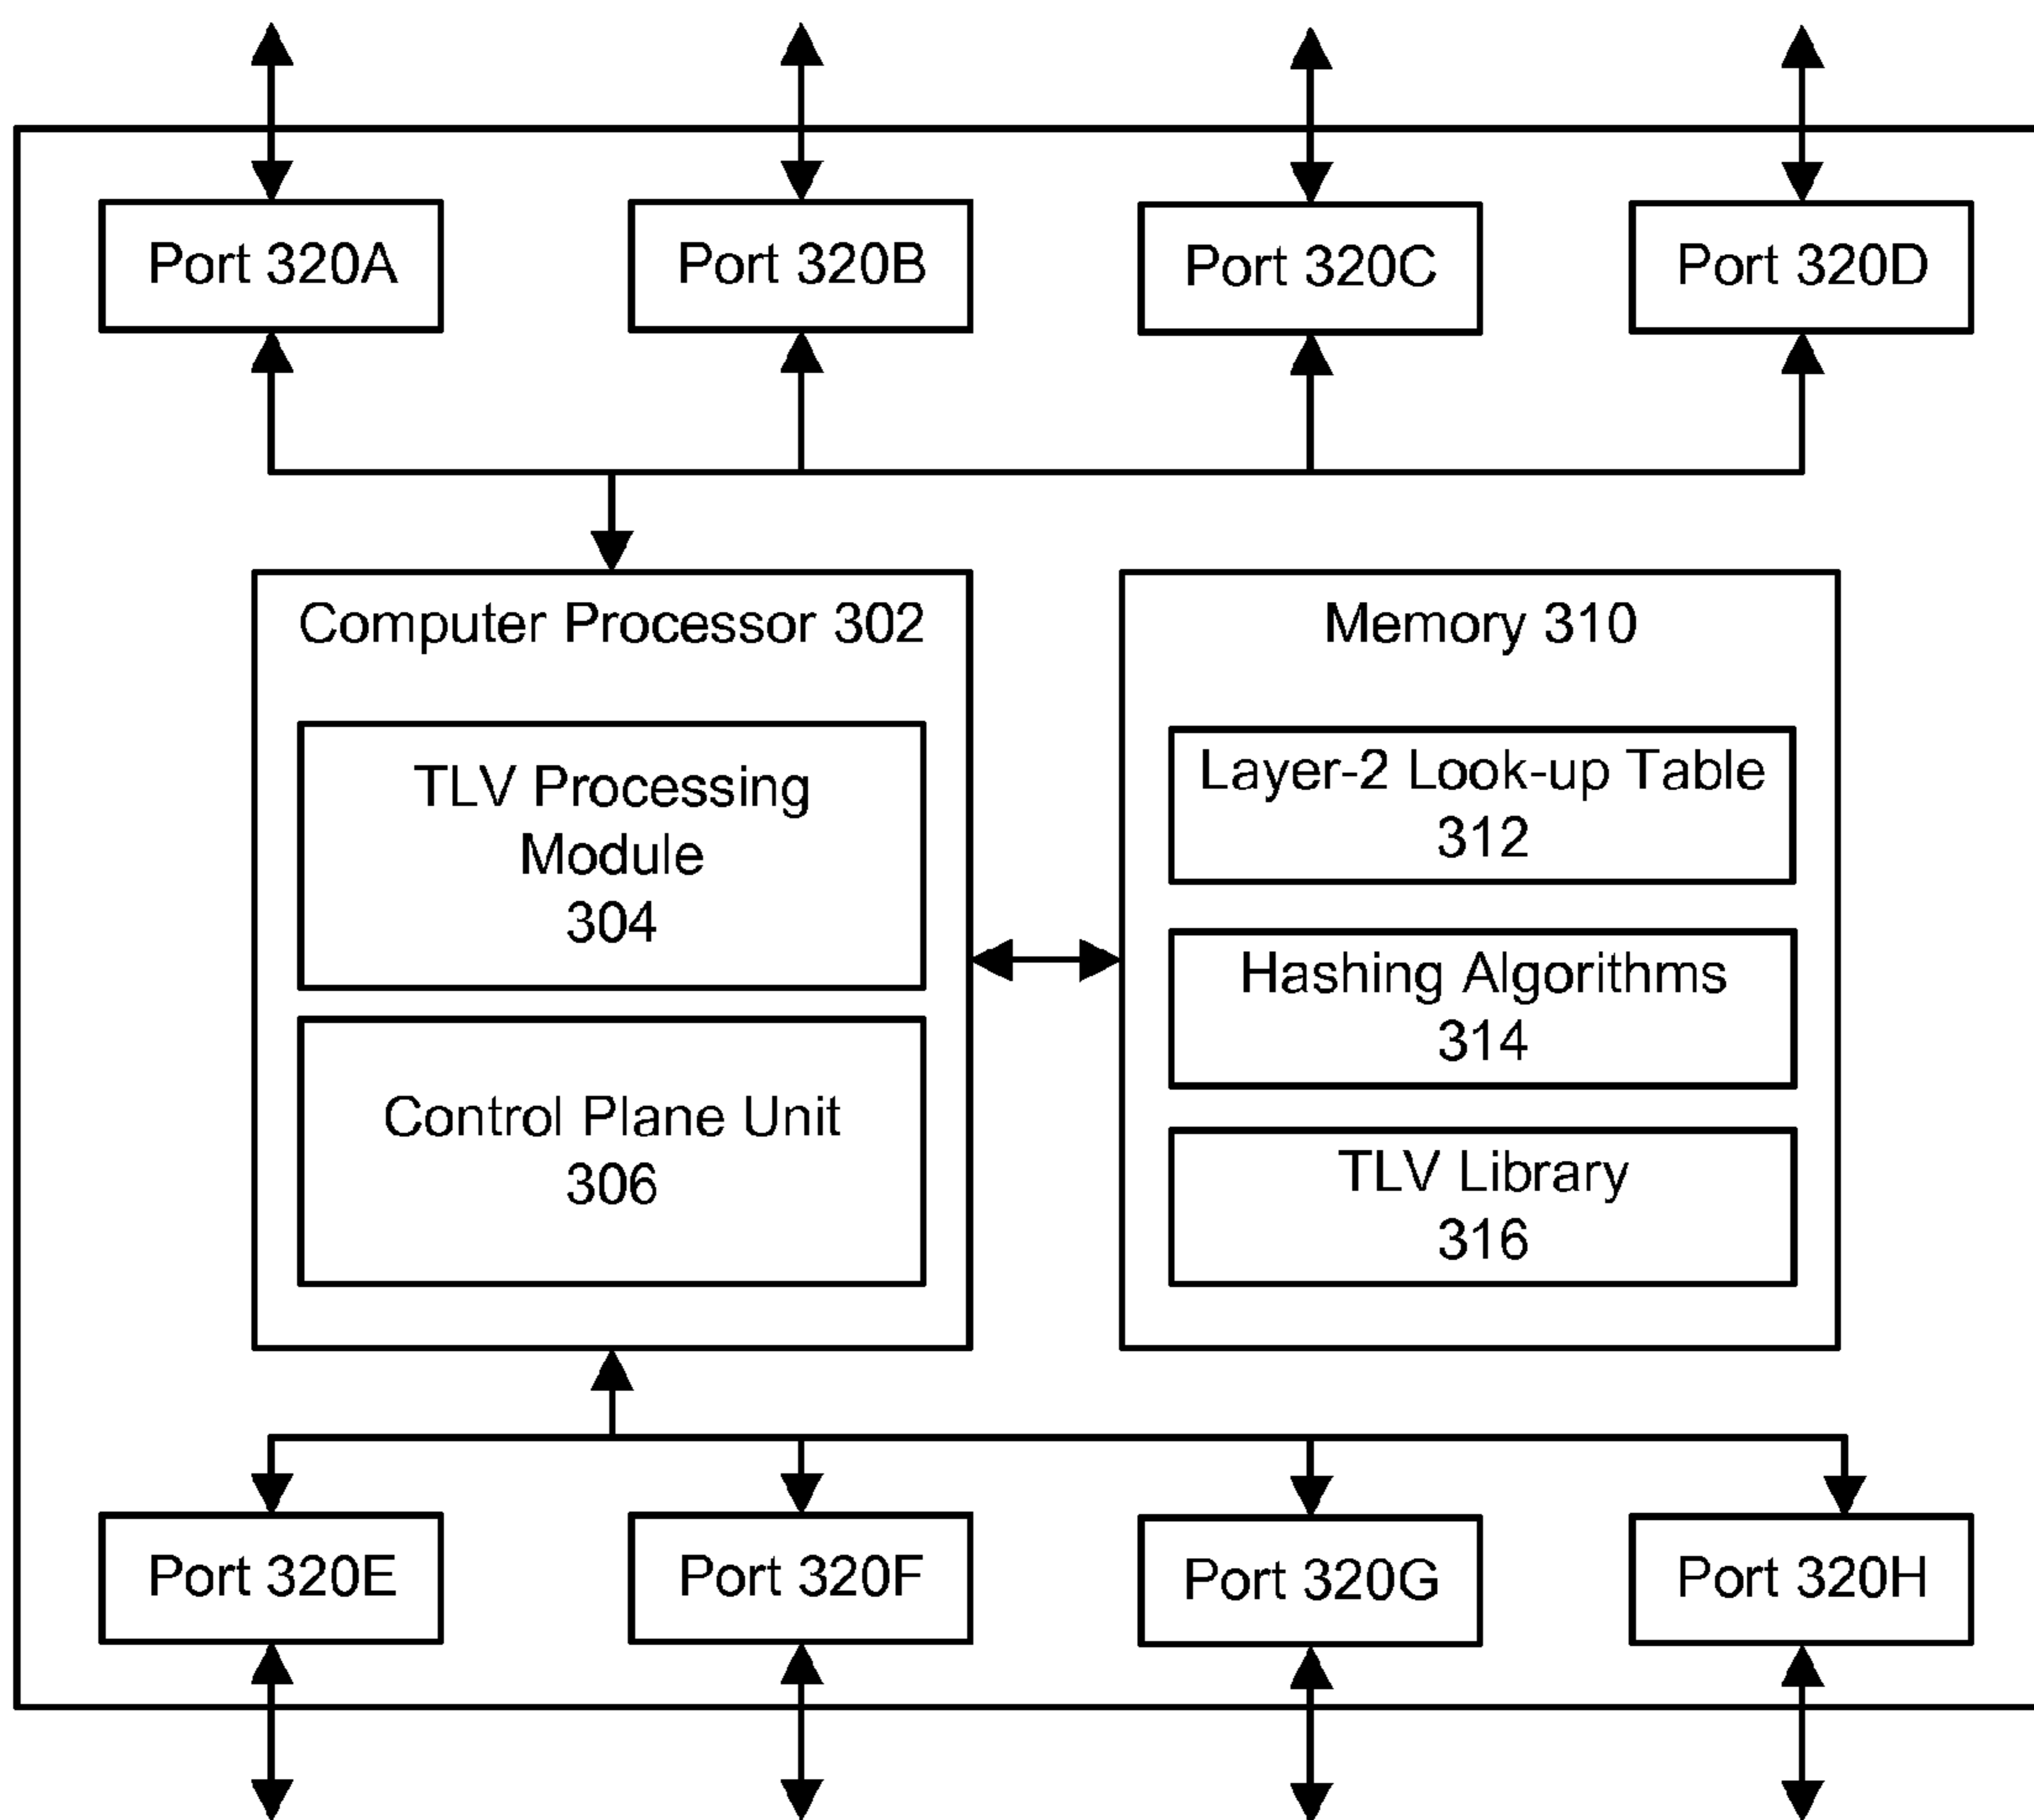 Port 320A
Port 320B
Port 320C
Port 320D
Computer Processor 302
TLV Processing
Module
304
Control Plane Unit
306
Memory 310
Layer-2 Look-up Table
312
Hashing Algorithms
314
TLV Library
316
Port 320E
Port 320F
Port 320G
Port 320H